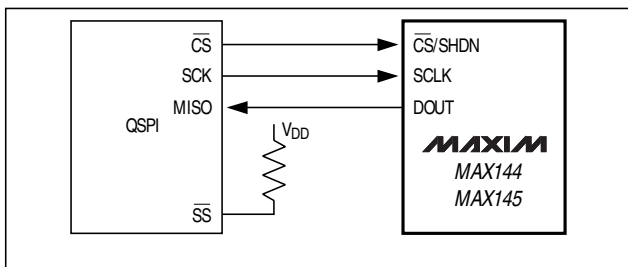 CS
SCK
MISO
QSPI
VDD
SS
CS/SHDN
SCLK
DOUT
MAXIM
MAX144
MAX145